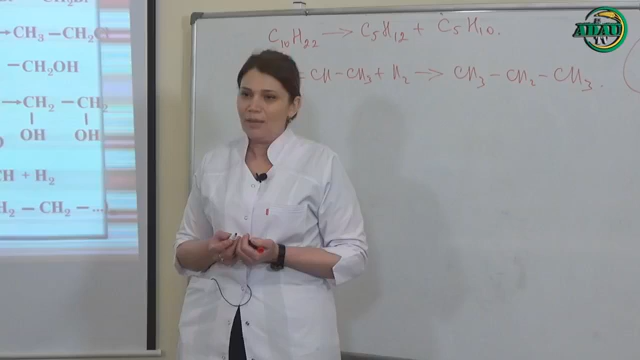 →CH₃ – CH₂Cl
– CH₂OH
→CH₂ – CH₂
OH OH
CH + H₂
H₂ – CH₂ –...
C₁₀H₂₂ → C₅H₁₂ + C₅H₁₀.
= CH – CH₃ + H₂ → CH₃ – CH₂ – CH₃.